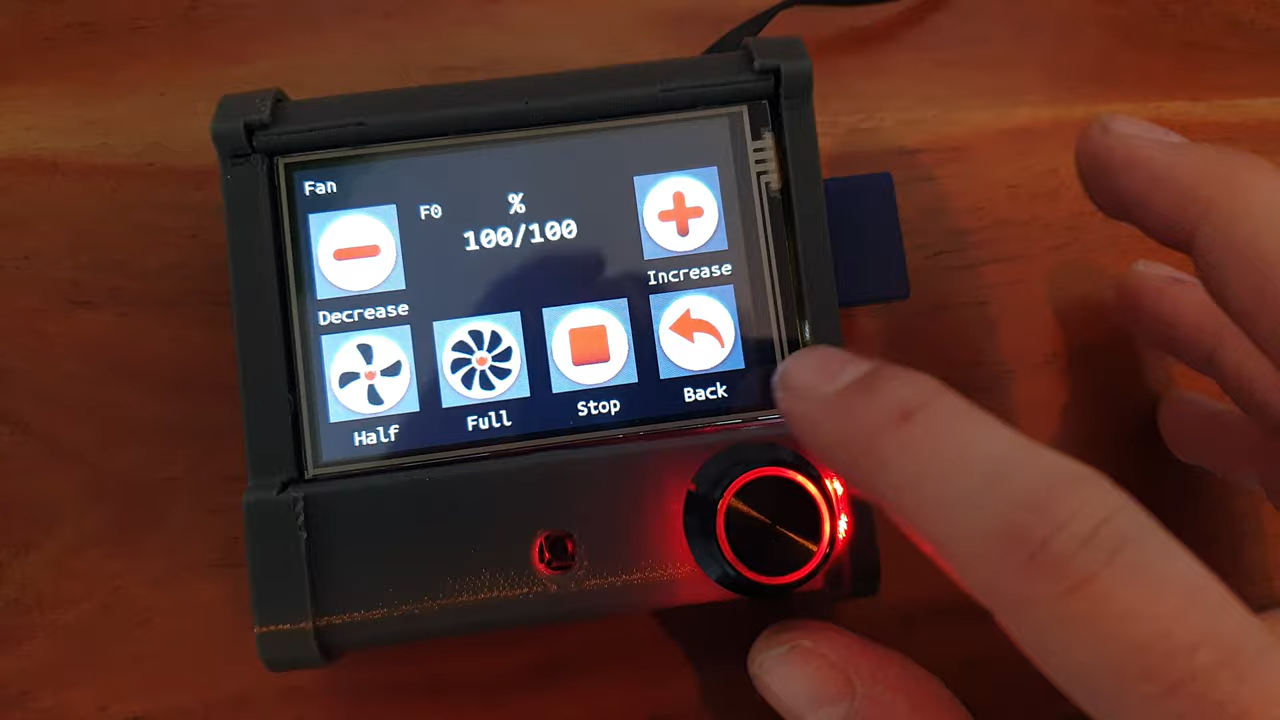 Fan
F0
%
100/100
Decrease
Increase
Half
Full
Stop
Back